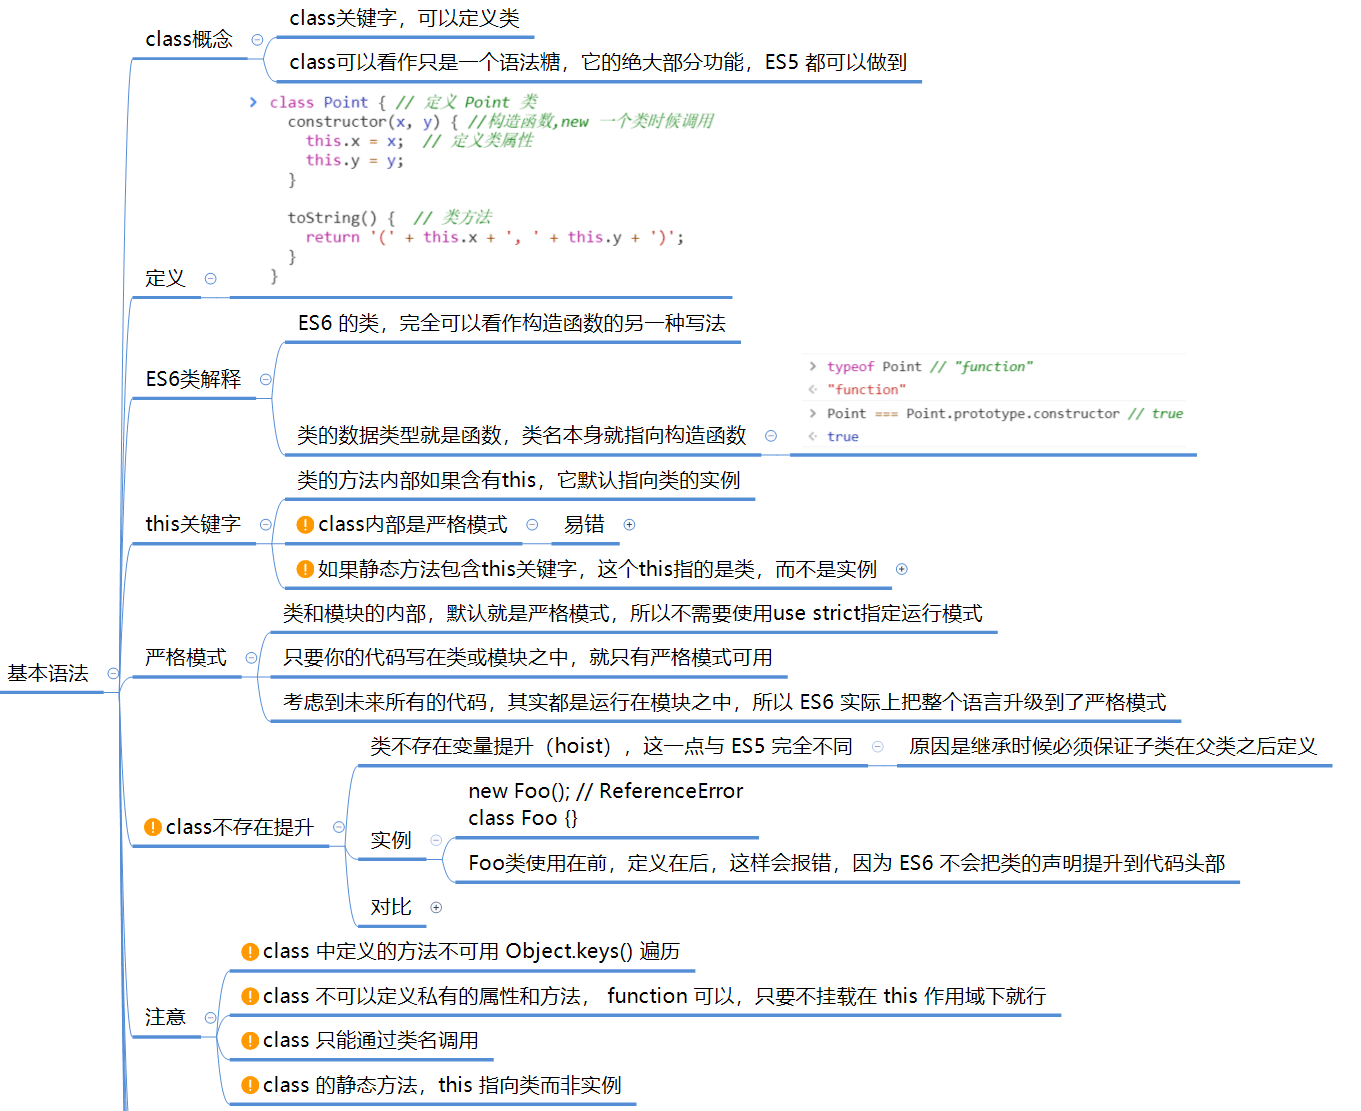 基本语法
class概念
class关键字，可以定义类
class可以看作只是一个语法糖，它的绝大部分功能，ES5 都可以做到
定义
class Point { // 定义 Point 类
constructor(x, y) { //构造函数,new 一个类时候调用
this.x = x; // 定义类属性
this.y = y;
}
toString() { // 类方法
return '(' + this.x + ', ' + this.y + ')';
}
}
ES6类解释
ES6 的类，完全可以看作构造函数的另一种写法
类的数据类型就是函数，类名本身就指向构造函数
typeof Point // "function"
"function"
Point === Point.prototype.constructor // true
true
this关键字
类的方法内部如果含有this，它默认指向类的实例
class内部是严格模式
易错
如果静态方法包含this关键字，这个this指的是类，而不是实例
严格模式
类和模块的内部，默认就是严格模式，所以不需要使用use strict指定运行模式
只要你的代码写在类或模块之中，就只有严格模式可用
考虑到未来所有的代码，其实都是运行在模块之中，所以 ES6 实际上把整个语言升级到了严格模式
class不存在提升
类不存在变量提升（hoist），这一点与 ES5 完全不同
原因是继承时候必须保证子类在父类之后定义
实例
new Foo(); // ReferenceError
class Foo {}
Foo类使用在前，定义在后，这样会报错，因为 ES6 不会把类的声明提升到代码头部
对比
注意
class 中定义的方法不可用 Object.keys() 遍历
class 不可以定义私有的属性和方法， function 可以，只要不挂载在 this 作用域下就行
class 只能通过类名调用
class 的静态方法，this 指向类而非实例